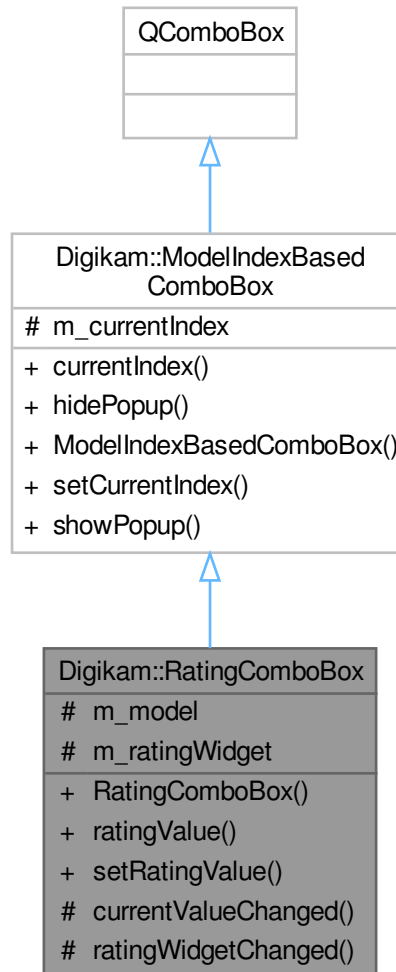 QComboBox
Digikam::ModelIndexBased
ComboBox
# m_currentIndex
+ currentIndex()
+ hidePopup()
+ ModelIndexBasedComboBox()
+ setCurrentIndex()
+ showPopup()
Digikam::RatingComboBox
# m_model
# m_ratingWidget
+ RatingComboBox()
+ ratingValue()
+ setRatingValue()
# currentValueChanged()
# ratingWidgetChanged()